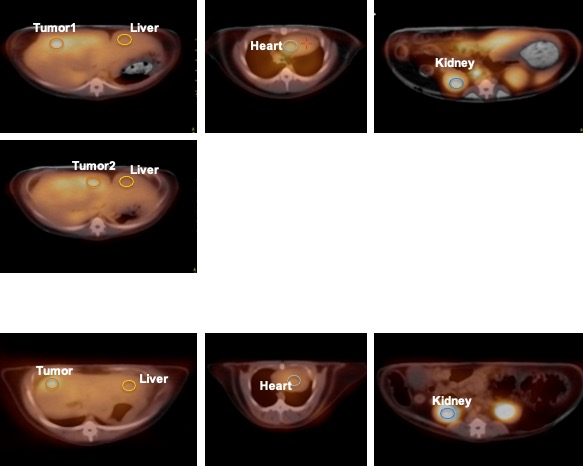 Tumor1 Liver
Heart
Kidney
Tumor2 Liver
Tumor
Liver
Heart
Kidney